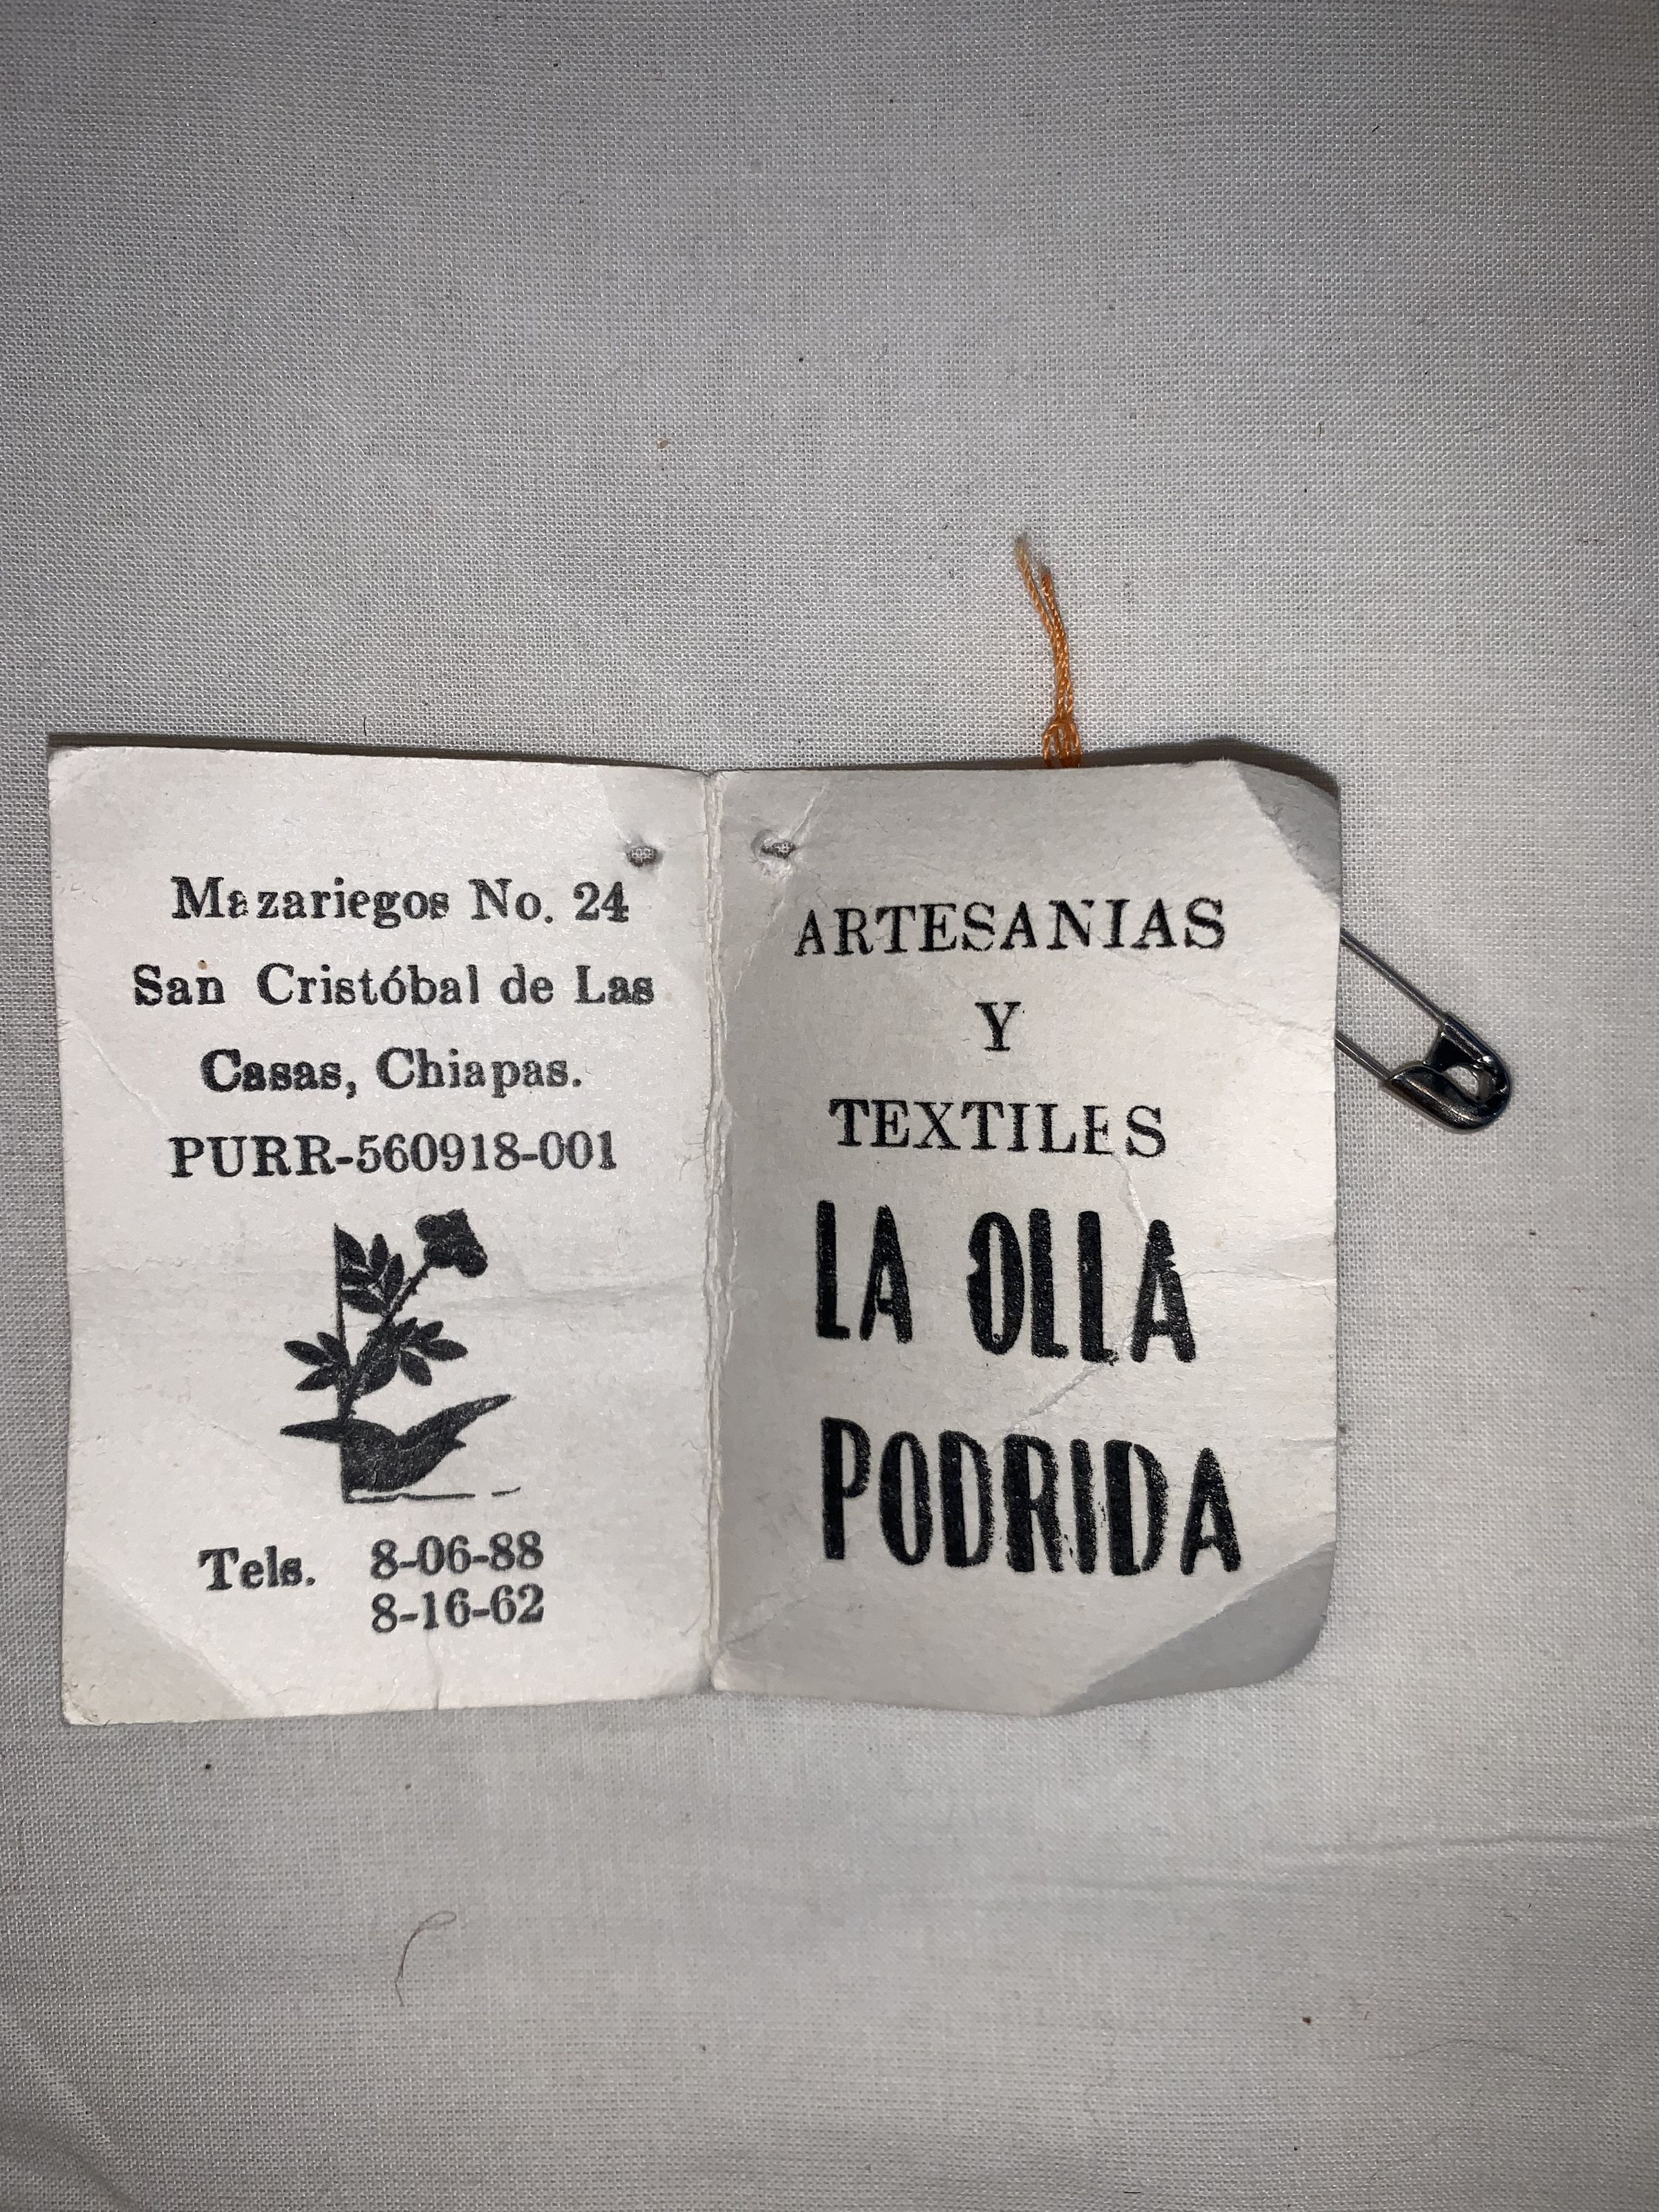 Mazariegos No. 24
San Cristóbal de Las
Casas, Chiapas.
PURR-560918-001
Tels. 8-06-88
8-16-62
ARTESANIAS
Y
TEXTILES
LA OLLA
PODRIDA